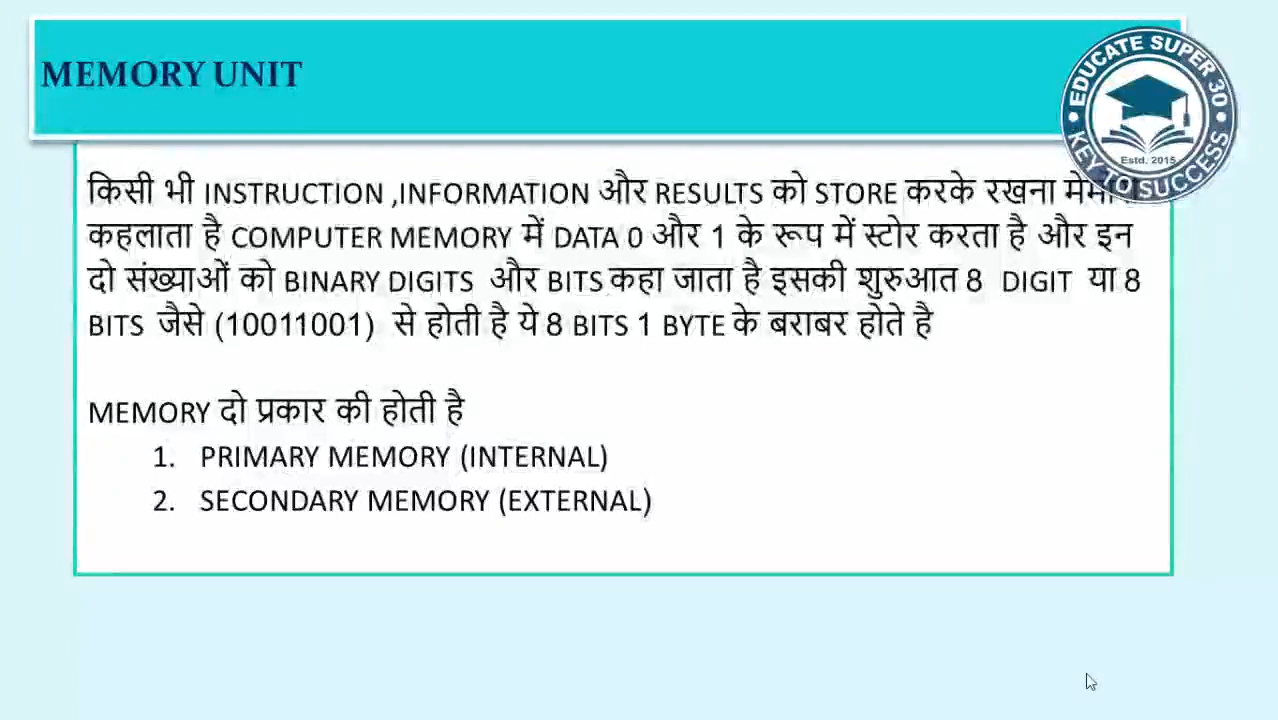 MEMORY UNIT
EDUCATE SUPER 30
KEY TO SUCCESS
Estd. 2015
किसी भी INSTRUCTION ,INFORMATION और RESULTS को STORE करके रखना
कहलाता है COMPUTER MEMORY में DATA 0 और 1 के रूप में स्टोर करता है और इन
दो संख्याओं को BINARY DIGITS और BITS कहा जाता है इसकी शुरुआत 8 DIGIT या 8
BITS जैसे (10011001) से होती है ये 8 BITS 1 BYTE के बराबर होते है
MEMORY दो प्रकार की होती है
1. PRIMARY MEMORY (INTERNAL)
2. SECONDARY MEMORY (EXTERNAL)